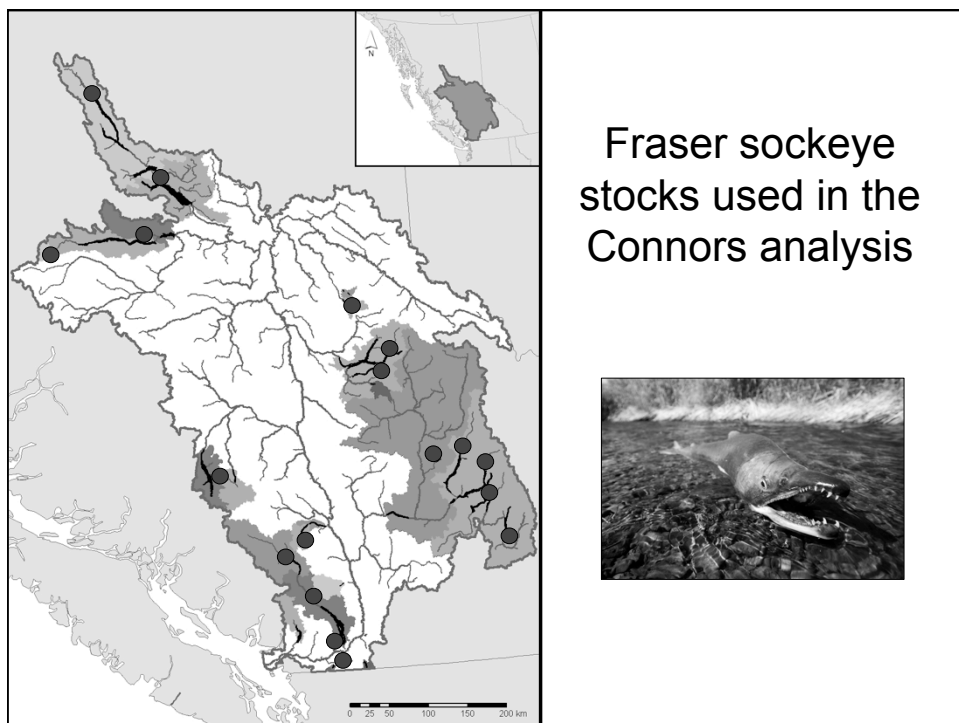 N
Fraser sockeye
stocks used in the
Connors analysis
0 25 50 100 150 200 km